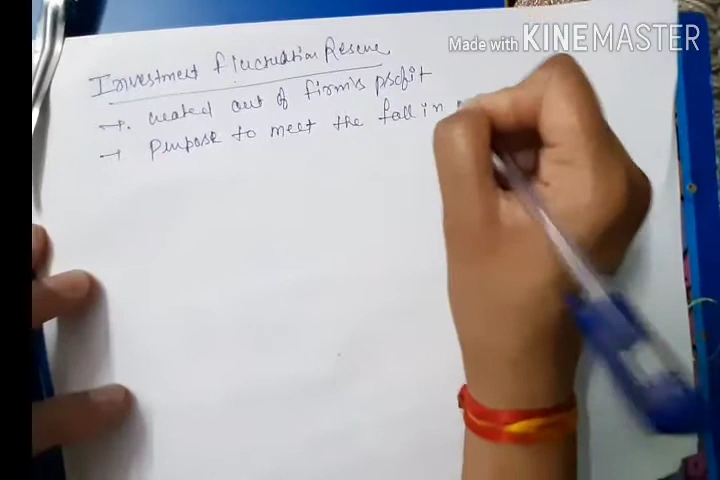 Made with KINEMASTER
Investment Fluctuation Reserve
→ . created out of firm's profit
→ Purpose to meet the fall in